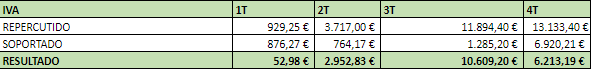 IVA 1T 2T 3T 4T
REPERCUTIDO 929,25 € 3.717,00 € 11.894,40 € 13.133,40 €
SOPORTADO 876,27 € 764,17 € 1.285,20 € 6.920,21 €
RESULTADO 52,98 € 2.952,83 € 10.609,20 € 6.213,19 €